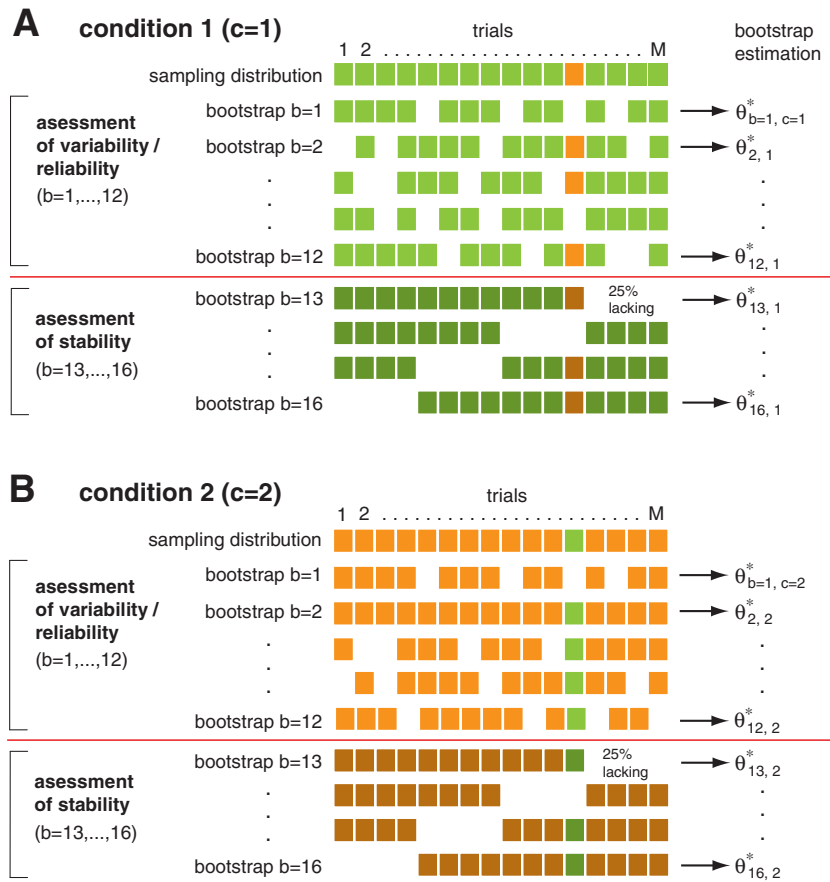 A condition 1 (c=1)
trials
bootstrap
estimation
1 2 . . . . . . . . . . . . . . . . . . . . . . . . M
sampling distribution
asessment
of variability /
reliability
(b=1,...,12)
bootstrap b=1
θ*b=1, c=1
bootstrap b=2
θ*2, 1
. . .
. . .
bootstrap b=12
θ*12, 1
asessment
of stability
(b=13,...,16)
bootstrap b=13
25%
lacking
θ*13, 1
. . .
. . .
bootstrap b=16
θ*16, 1
B condition 2 (c=2)
trials
1 2 . . . . . . . . . . . . . . . . . . . . . . . . M
sampling distribution
asessment
of variability /
reliability
(b=1,...,12)
bootstrap b=1
θ*b=1, c=2
bootstrap b=2
θ*2, 2
. . .
. . .
bootstrap b=12
θ*12, 2
asessment
of stability
(b=13,...,16)
bootstrap b=13
25%
lacking
θ*13, 2
. . .
. . .
bootstrap b=16
θ*16, 2